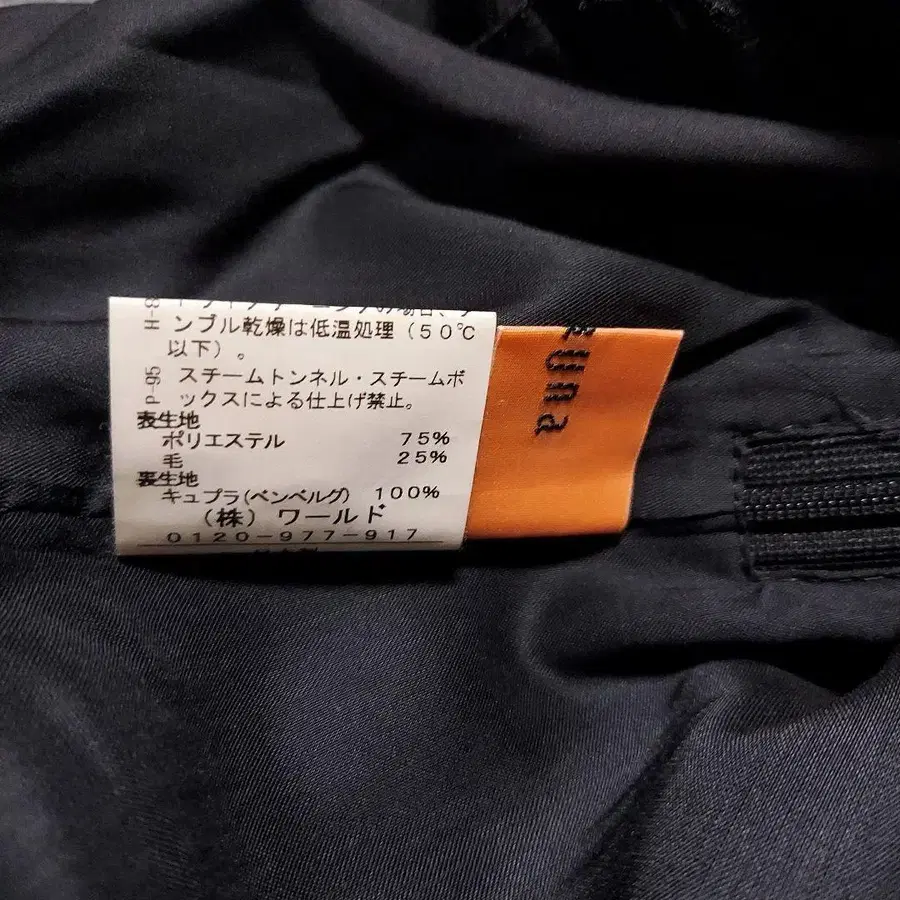 H-8
ンブル乾燥は低温処理（50℃
以下）。
P-95 スチームトンネル・スチームボ
ックスによる仕上げ禁止。
表生地
ポリエステル 75%
毛 25%
裏生地
キュプラ(ベンベルグ) 100%
（株）ワールド
0120-977-917
una